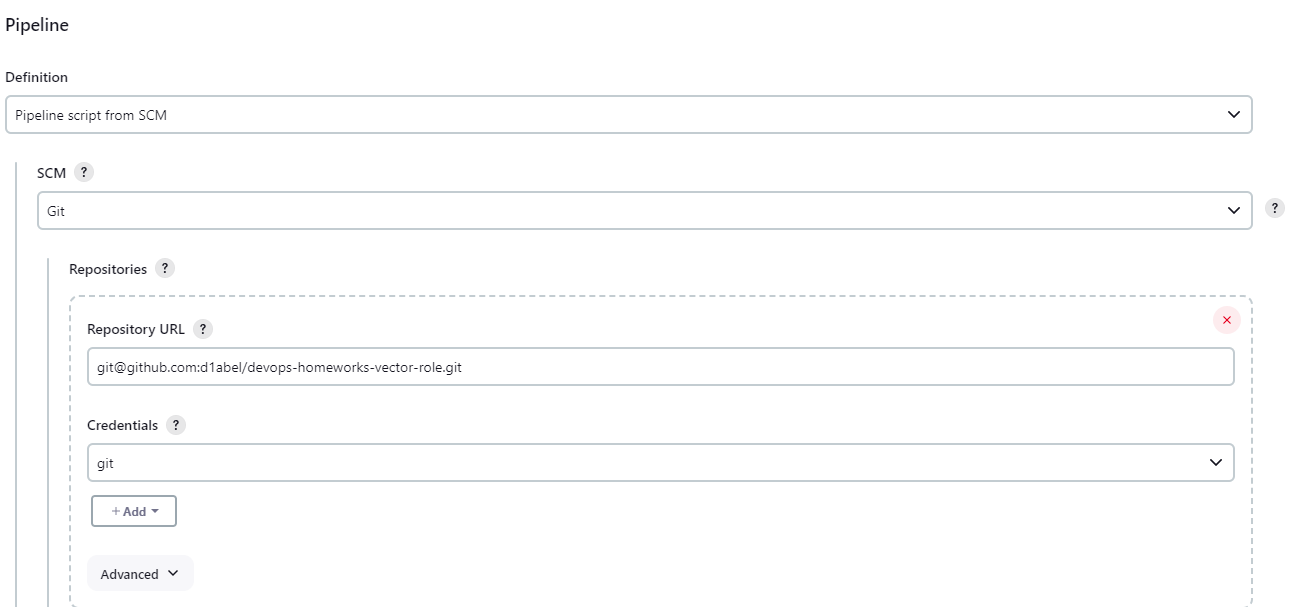 Pipeline
Definition
Pipeline script from SCM
SCM ?
Git
?
Repositories ?
Repository URL ?
git@github.com:d1abel/devops-homeworks-vector-role.git
Credentials ?
git
+ Add
Advanced